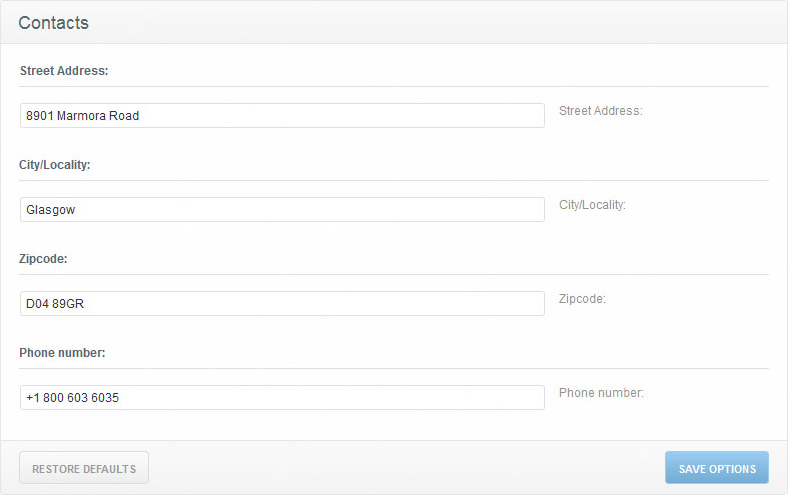 Contacts
Street Address:
8901 Marmora Road
Street Address:
City/Locality:
Glasgow
City/Locality:
Zipcode:
D04 89GR
Zipcode:
Phone number:
+1 800 603 6035
Phone number:
RESTORE DEFAULTS
SAVE OPTIONS